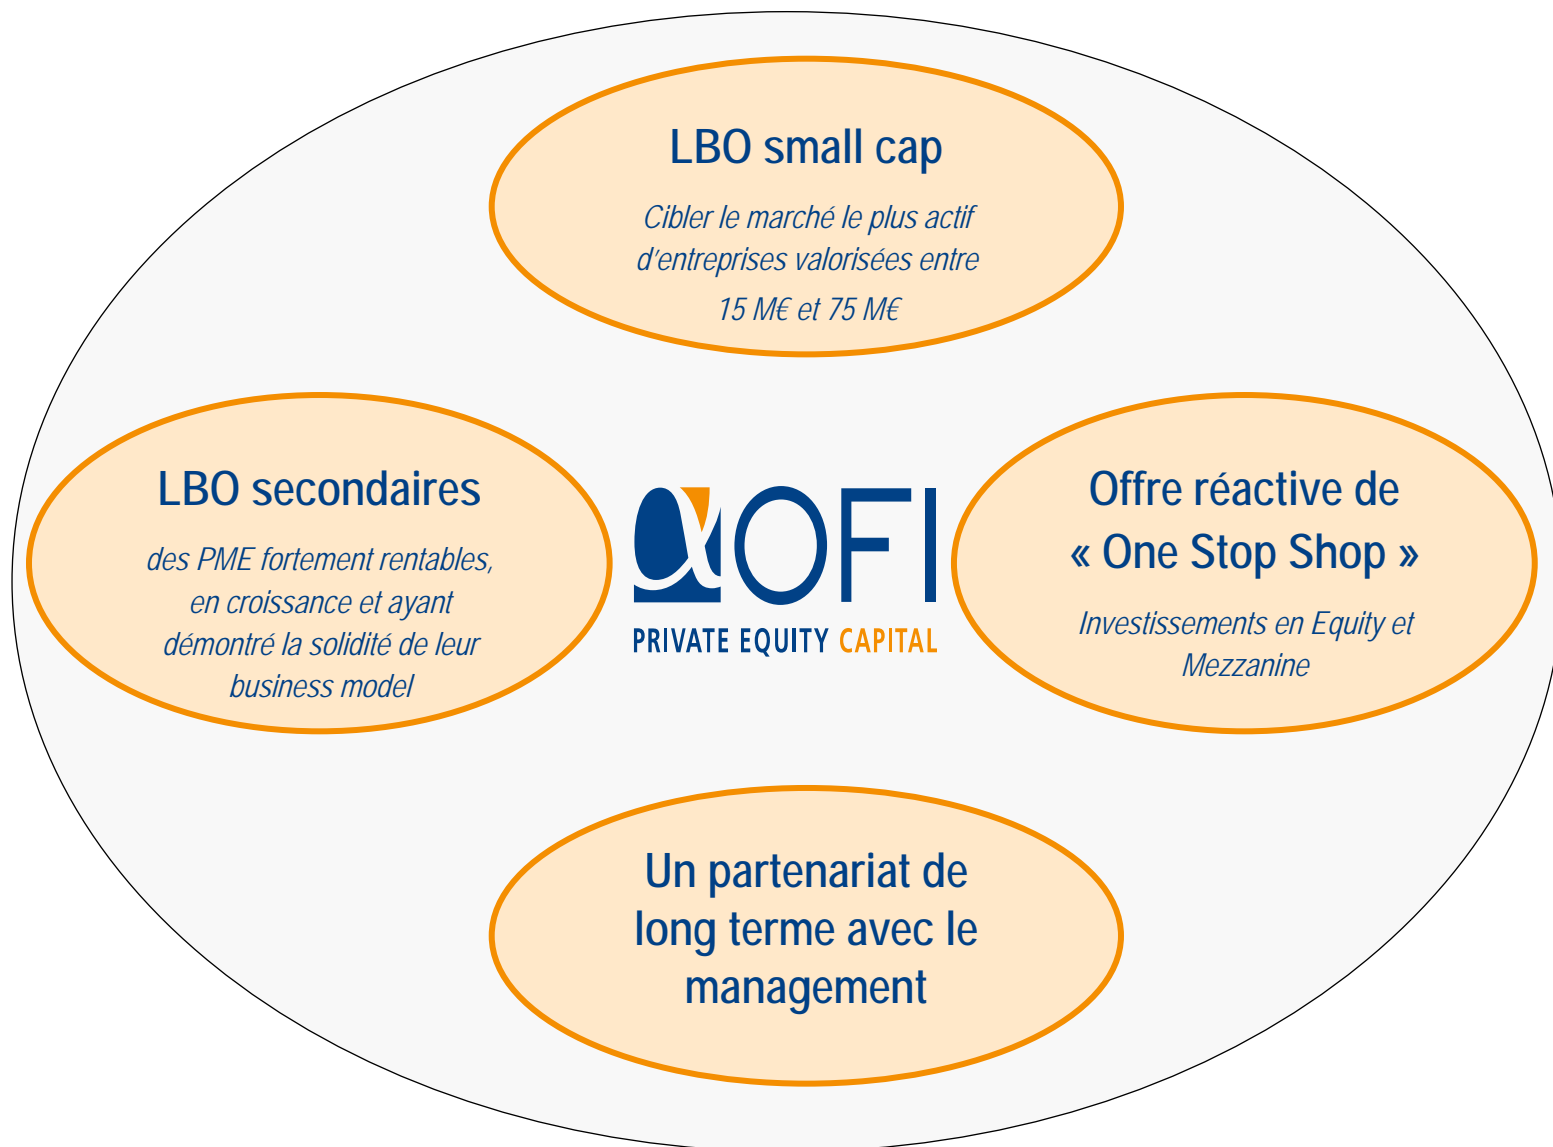 LBO small cap
Cibler le marché le plus actif
d'entreprises valorisées entre
15 M€ et 75 M€
LBO secondaires
des PME fortement rentables,
en croissance et ayant
démontré la solidité de leur
business model
OFI
PRIVATE EQUITY CAPITAL
Offre réactive de
« One Stop Shop »
Investissements en Equity et
Mezzanine
Un partenariat de
long terme avec le
management